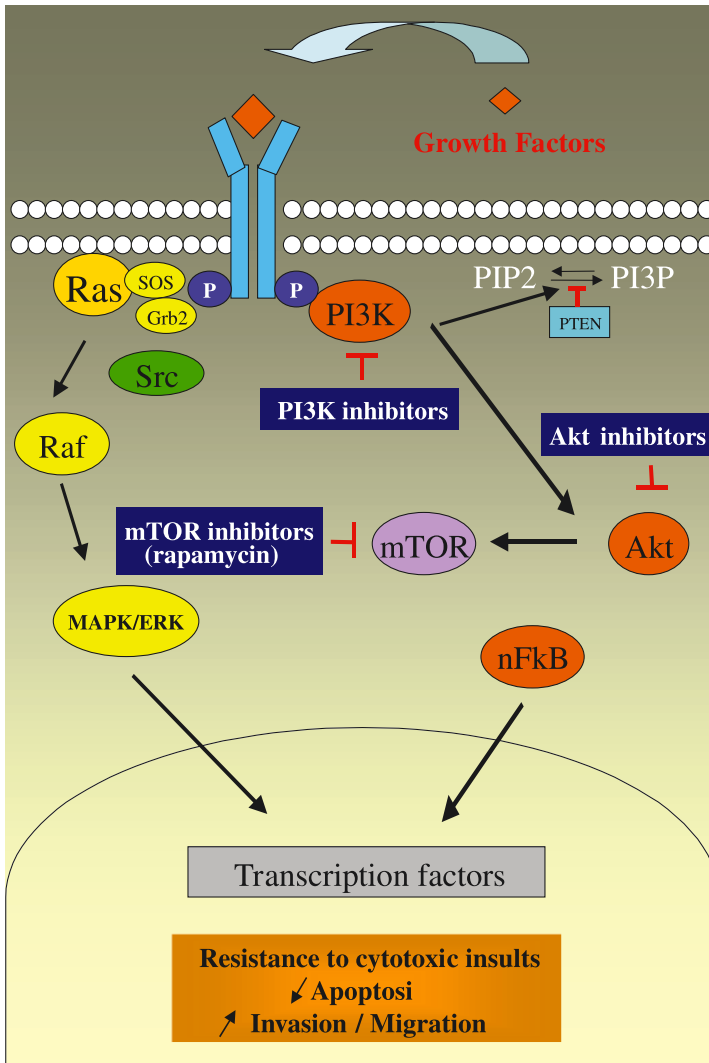 Growth Factors
Ras
SOS
Grb2
P
P
PI3K
PIP2
PI3P
PTEN
Src
PI3K inhibitors
Akt inhibitors
Raf
mTOR inhibitors
(rapamycin)
mTOR
Akt
MAPK/ERK
nFkB
Transcription factors
Resistance to cytotoxic insults
Apoptosi
Invasion / Migration